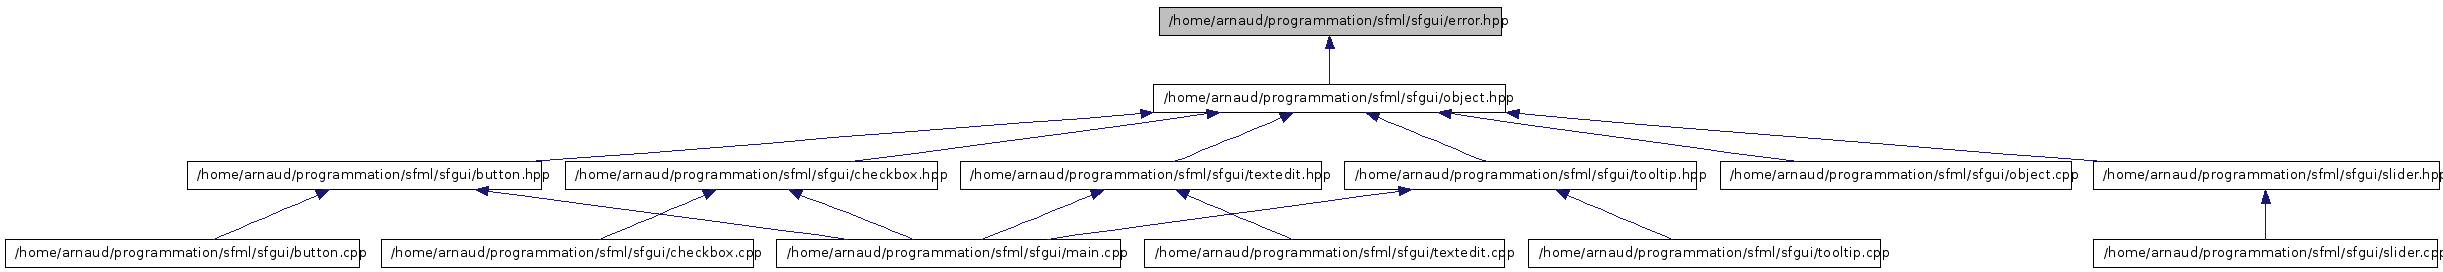 /home/arnaud/programmation/sfml/sfgui/error.hpp
/home/arnaud/programmation/sfml/sfgui/object.hpp
/home/arnaud/programmation/sfml/sfgui/button.hpp
/home/arnaud/programmation/sfml/sfgui/checkbox.hpp
/home/arnaud/programmation/sfml/sfgui/textedit.hpp
/home/arnaud/programmation/sfml/sfgui/tooltip.hpp
/home/arnaud/programmation/sfml/sfgui/object.cpp
/home/arnaud/programmation/sfml/sfgui/slider.hpp
/home/arnaud/programmation/sfml/sfgui/button.cpp
/home/arnaud/programmation/sfml/sfgui/checkbox.cpp
/home/arnaud/programmation/sfml/sfgui/main.cpp
/home/arnaud/programmation/sfml/sfgui/textedit.cpp
/home/arnaud/programmation/sfml/sfgui/tooltip.cpp
/home/arnaud/programmation/sfml/sfgui/slider.cpp